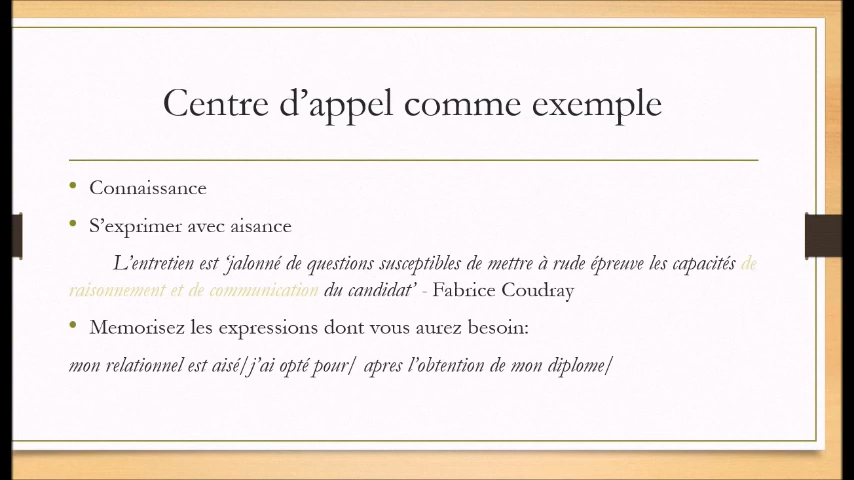 Centre d’appel comme exemple
• Connaissance
• S’exprimer avec aisance
L’entretien est ‘jalonné de questions susceptibles de mettre à rude épreuve les capacités de
raisonnement et de communication du candidat’ - Fabrice Coudray
• Memorisez les expressions dont vous aurez besoin:
mon relationnel est aisé/j’ai opté pour/ apres l’obtention de mon diplome/